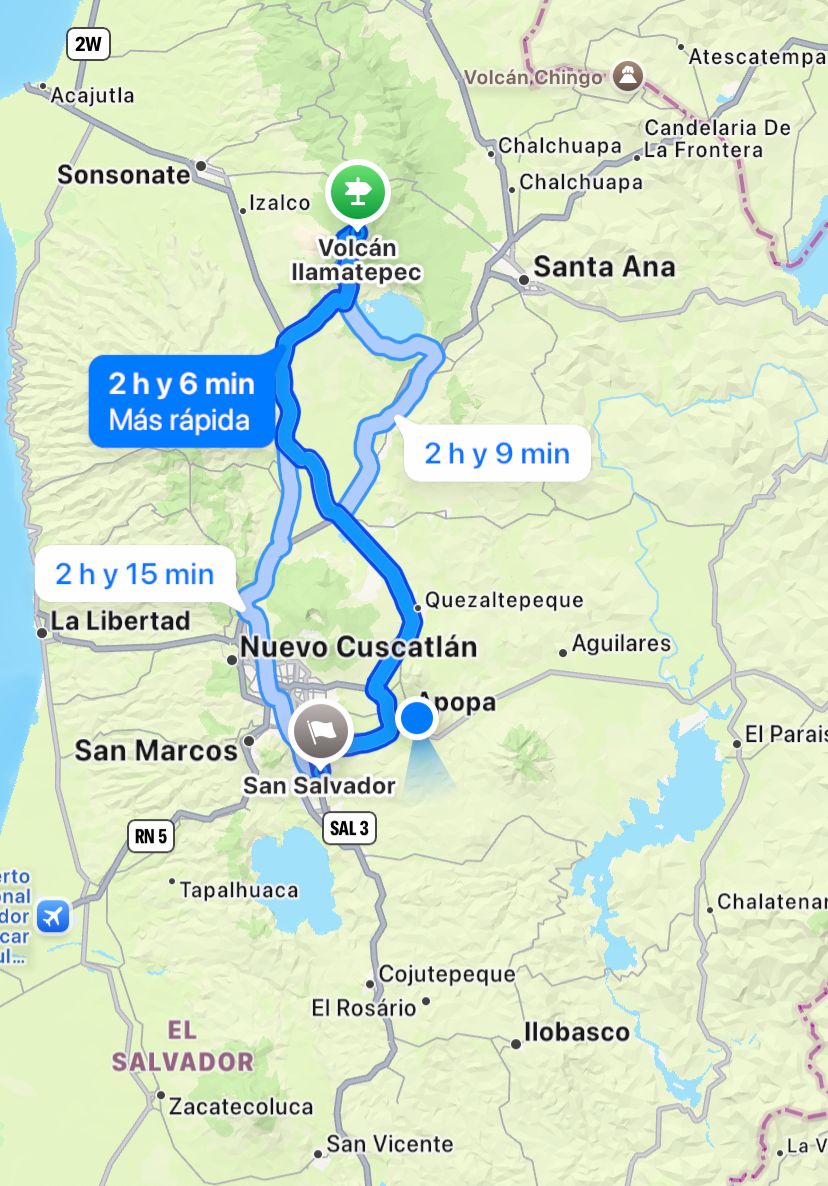 2W
Acajutla
Volcán Chingo
Atescatempa
Sonsonate
Chalchuapa
Candelaria De
La Frontera
Chalchuapa
Izalco
Volcán
Ilamatepec
Santa Ana
2 h y 6 min
Más rápida
2 h y 9 min
2 h y 15 min
Quezaltepeque
La Libertad
Aguilares
Nuevo Cuscatlán
Apopa
El Parais
San Marcos
San Salvador
SAL 3
RN 5
erto
onal
dor
car
ul...
Tapalhuaca
Chalatenan
Cojutepeque
El Rosário
EL
SALVADOR
Ilobasco
Zacatecoluca
San Vicente
La V